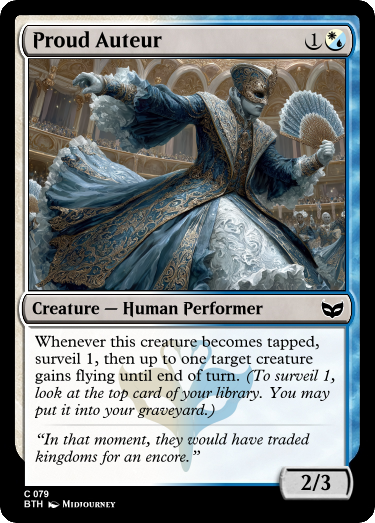 Proud Auteur 1
Creature — Human Performer
Whenever this creature becomes tapped,
surveil 1, then up to one target creature
gains flying until end of turn. (To surveil 1,
look at the top card of your library. You may
put it into your graveyard.)
“In that moment, they would have traded
kingdoms for an encore.”
2/3
C 079
BTH Midjourney